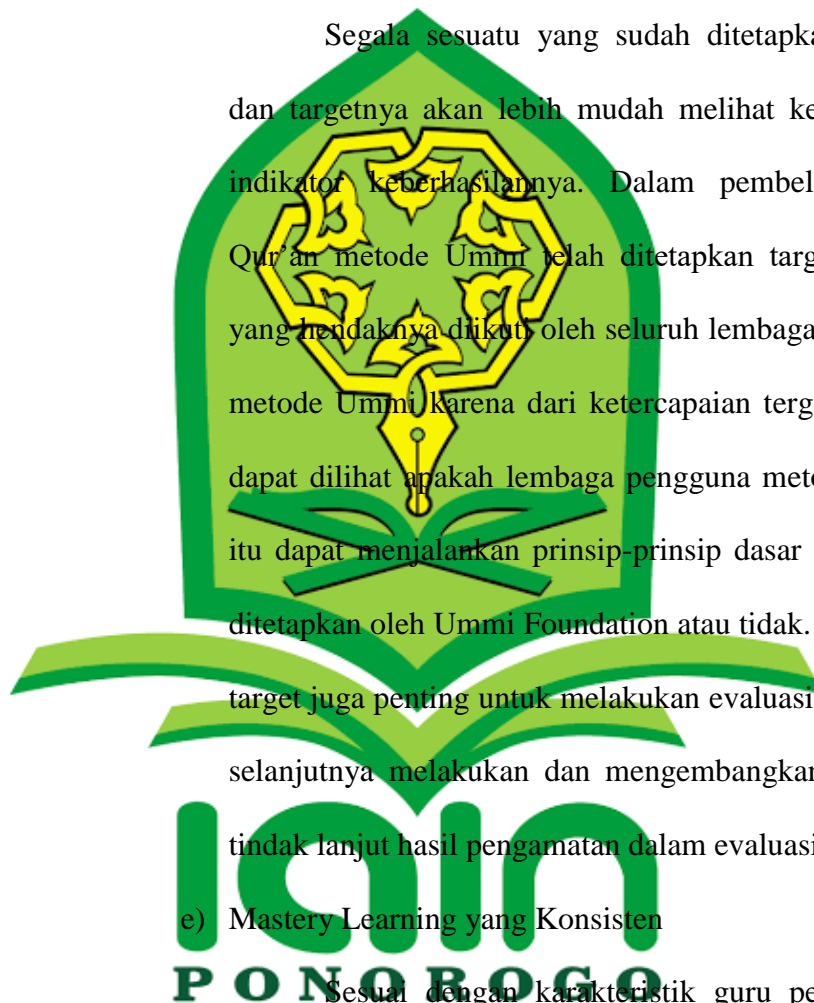 Segala sesuatu yang sudah ditetapka
dan targetnya akan lebih mudah melihat ke
indikator keberhasilannya. Dalam pembel
Qur'an metode Ummi telah ditetapkan targ
yang hendaknya diikuti oleh seluruh lembaga
metode Ummi karena dari ketercapaian terg
dapat dilihat apakah lembaga pengguna meto
itu dapat menjalankan prinsip-prinsip dasar
ditetapkan oleh Ummi Foundation atau tidak.
target juga penting untuk melakukan evaluasi
selanjutnya melakukan dan mengembangkan
tindak lanjut hasil pengamatan dalam evaluasi
iain
e) Mastery Learning yang Konsisten
PONOROGO
Sesuai dengan karakteristik guru pe